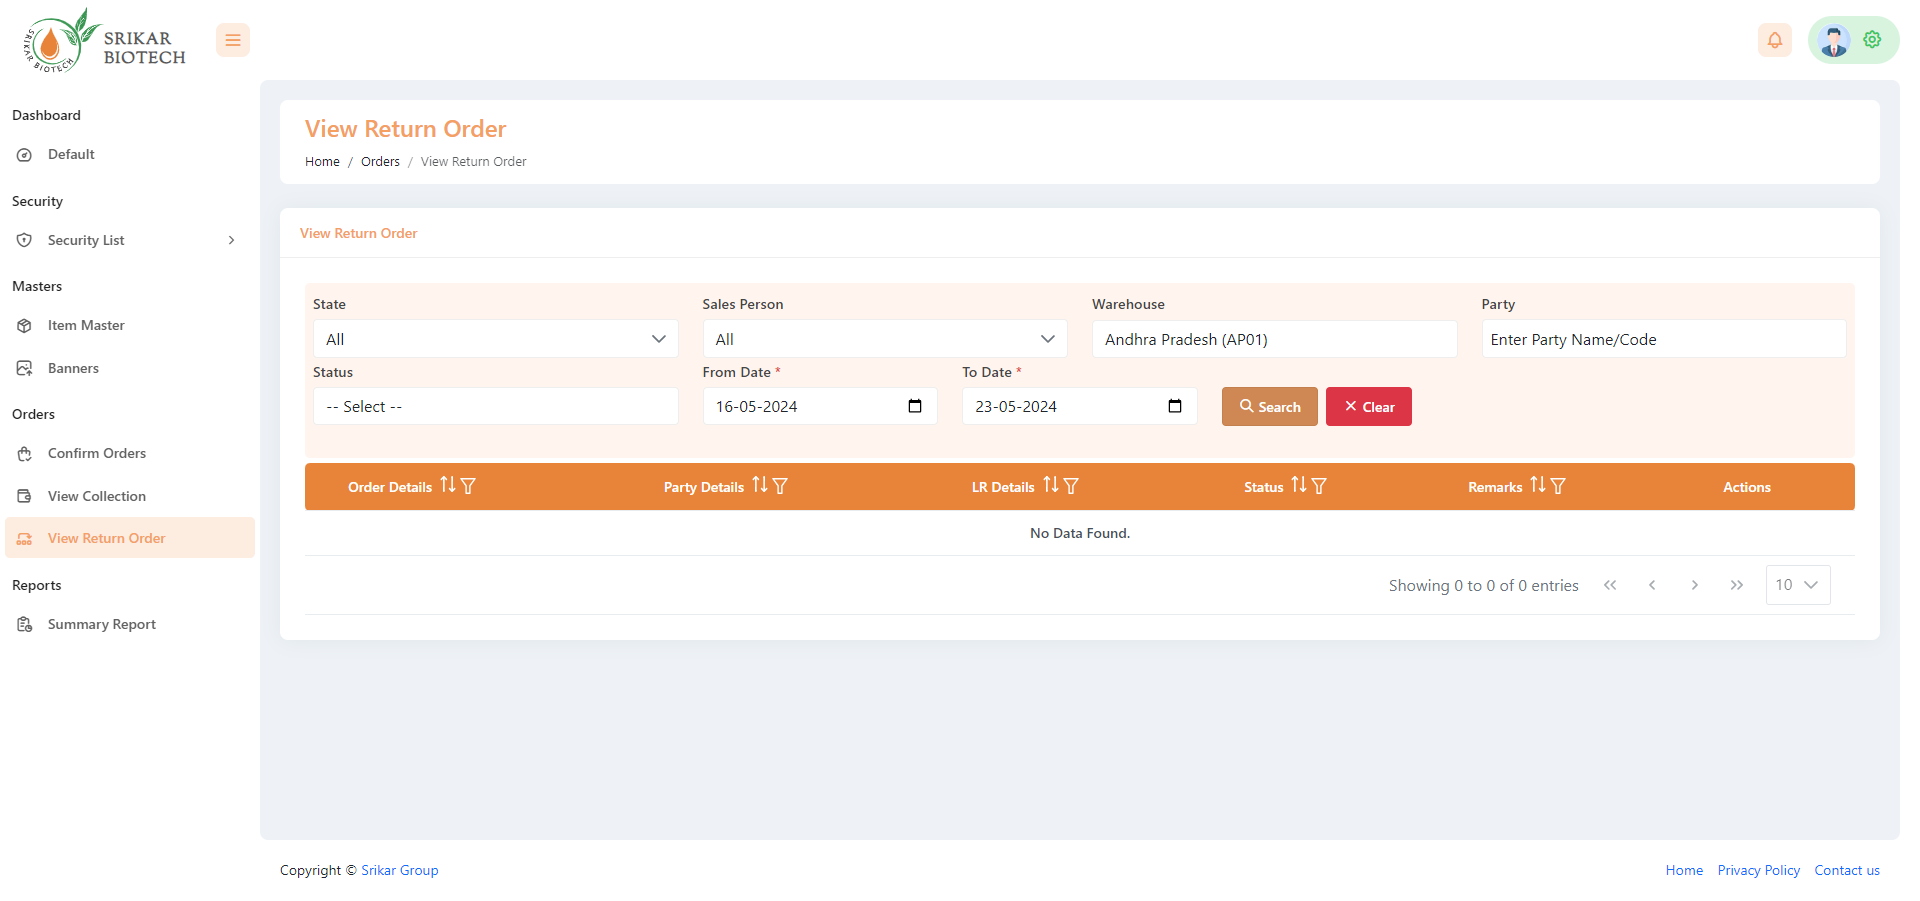 SRIKAR BIOTECH
SRIKAR
BIOTECH
Dashboard
Default
Security
Security List
Masters
Item Master
Banners
Orders
Confirm Orders
View Collection
View Return Order
Reports
Summary Report
View Return Order
Home / Orders / View Return Order
View Return Order
State Sales Person Warehouse Party
All All Andhra Pradesh (AP01) Enter Party Name/Code
Status From Date * To Date *
-- Select -- 16-05-2024 23-05-2024 Search Clear
Order Details Party Details LR Details Status Remarks Actions
No Data Found.
Showing 0 to 0 of 0 entries 10
Copyright © Srikar Group
Home Privacy Policy Contact us